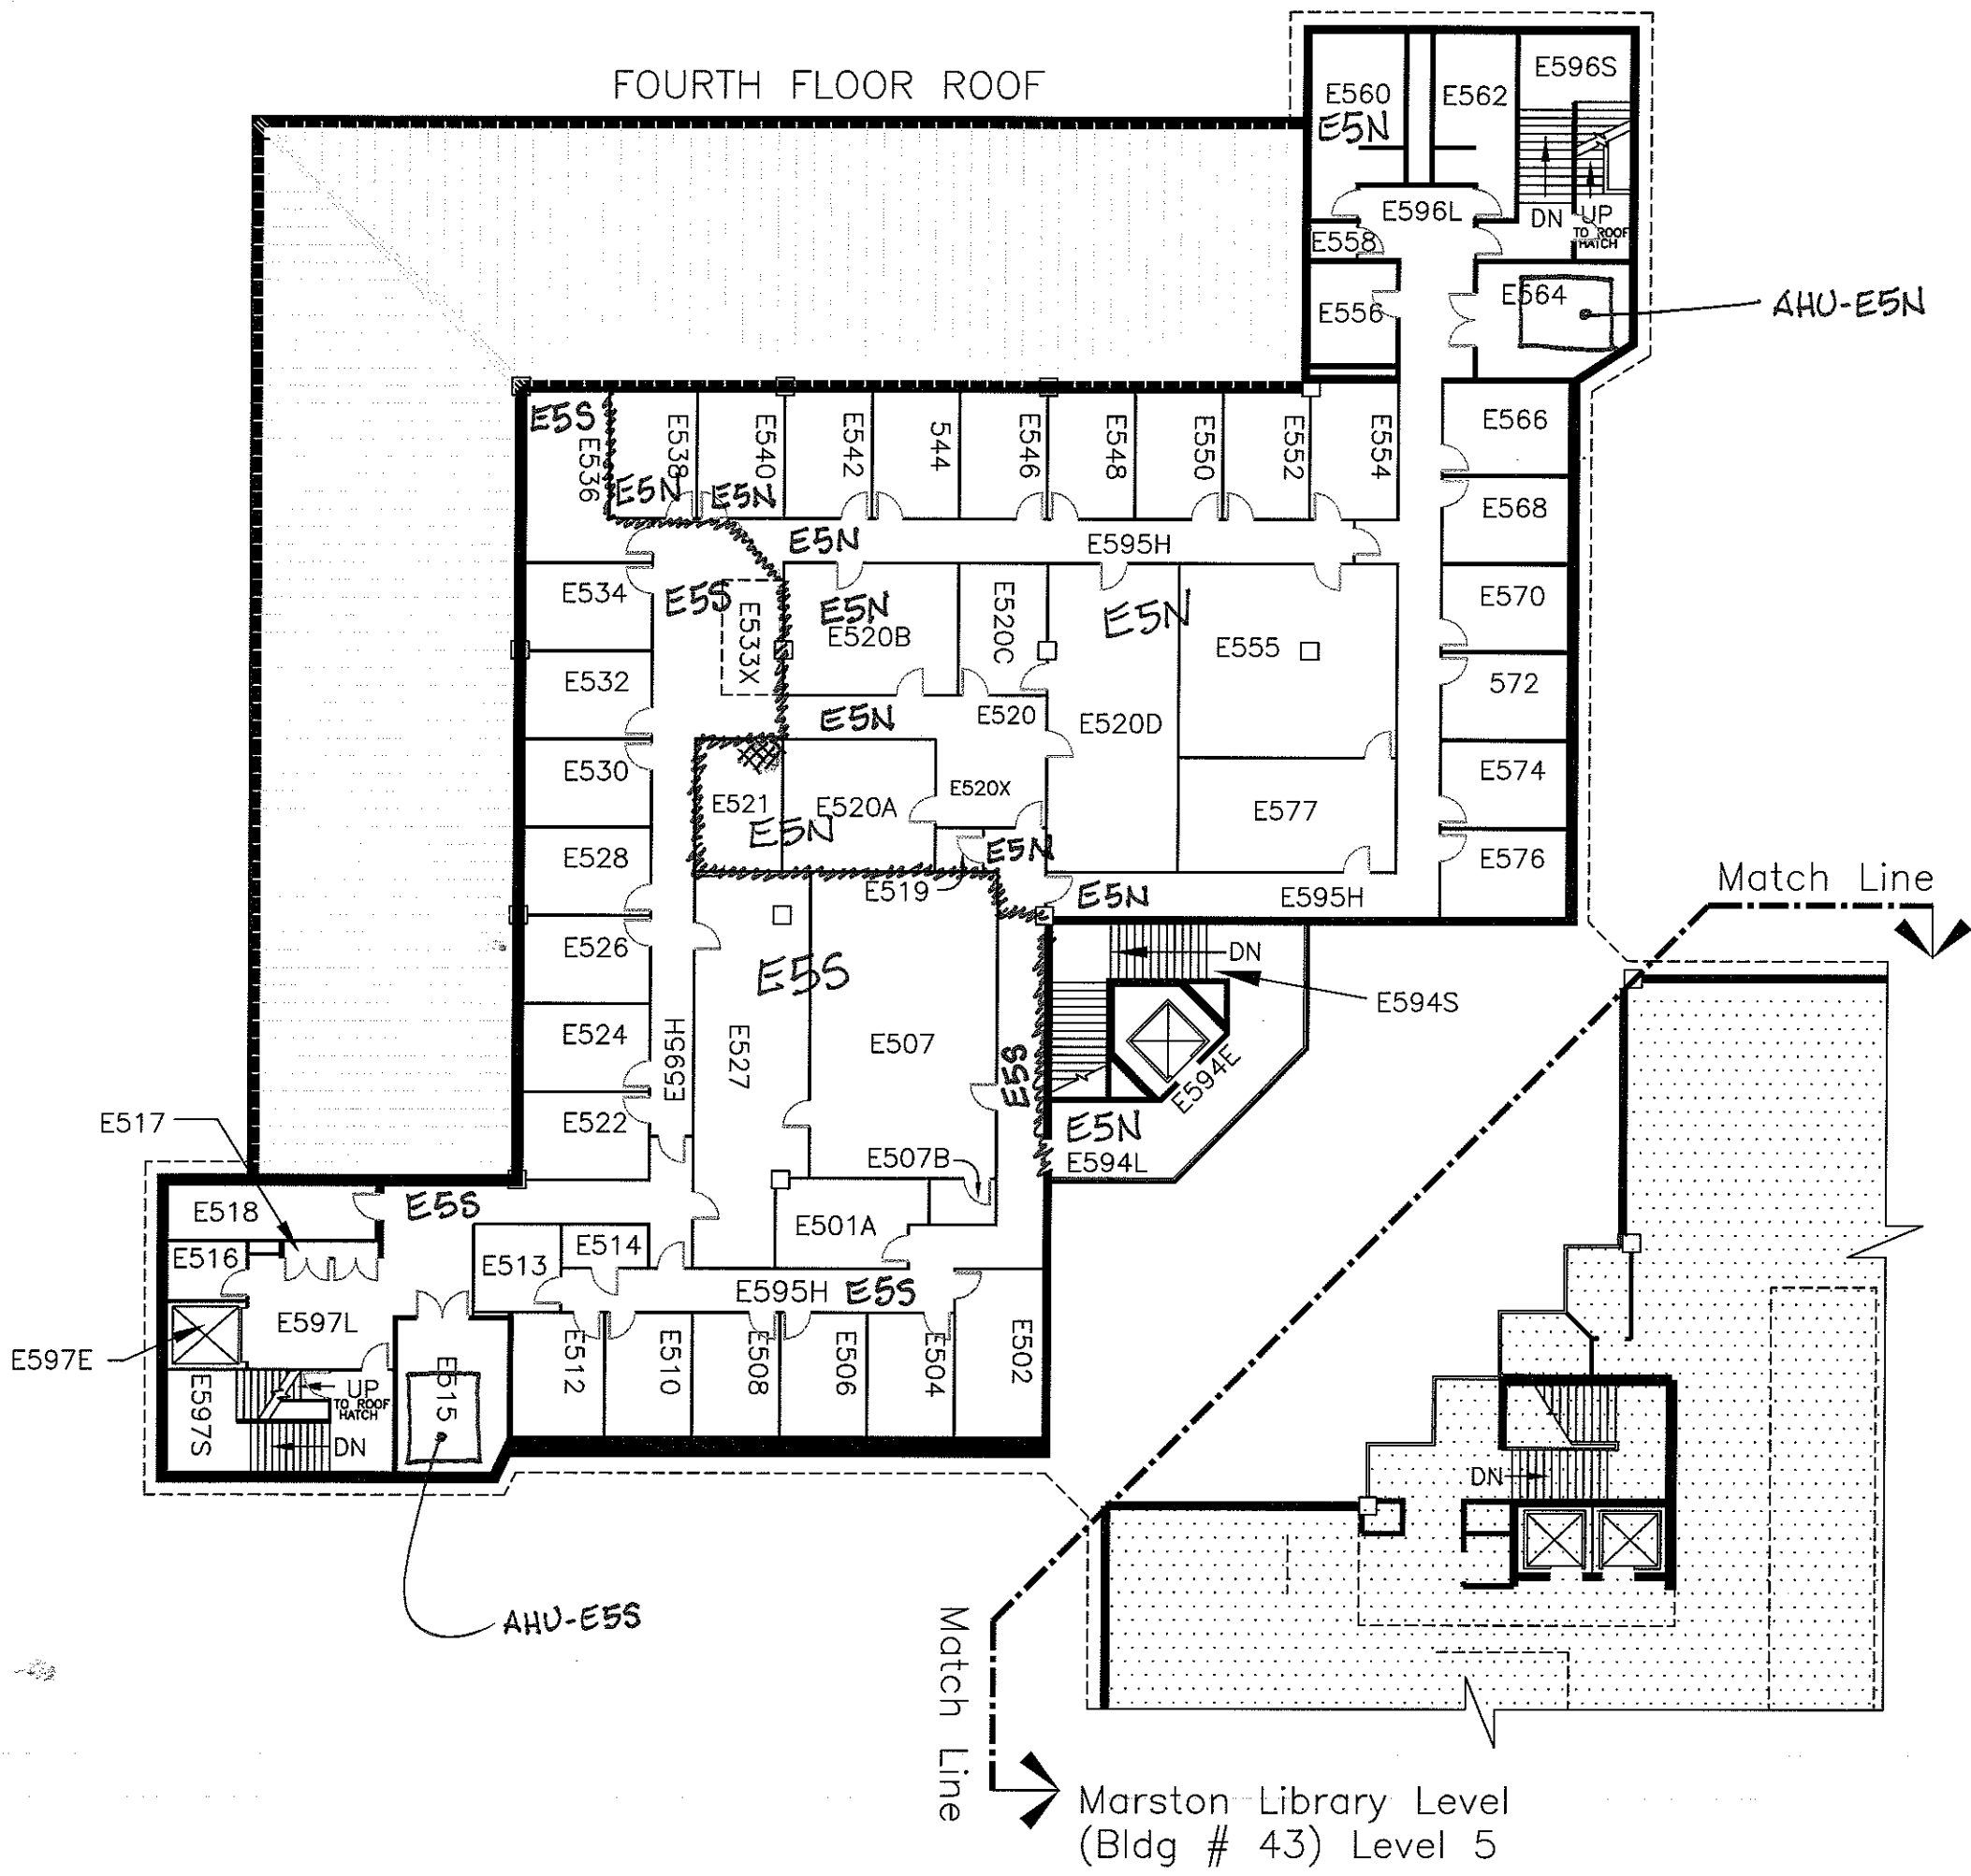 FOURTH FLOOR ROOF
E596S
E560
E562
E5N
E596L
DN
UP
TO ROOF
HATCH
E558
E564
E556
AHU-E5N
E5S
E536
E538
E540
E542
544
E546
E548
E550
E552
E554
E566
E5N
E5N
E568
E5N
E595H
E534
E5S
E533X
E5N
E520B
E520C
E5N
E555
E570
E532
E5N
E520
E520D
572
E530
E521
E520A
E520X
E577
E574
E5N
E528
E5N
E519
E576
E5N
E595H
Match Line
E526
E5S
DN
E594S
E524
E595H
E527
E507
E5S
E594E
E517
E522
E5N
E594L
E507B
E518
E5S
E501A
E516
E513
E514
E595H
E5S
E597L
E597E
E512
E510
E508
E506
E504
E502
E515
UP
TO ROOF
HATCH
E597S
DN
DN
AHU-E5S
Match Line
Marston Library Level
(Bldg # 43) Level 5